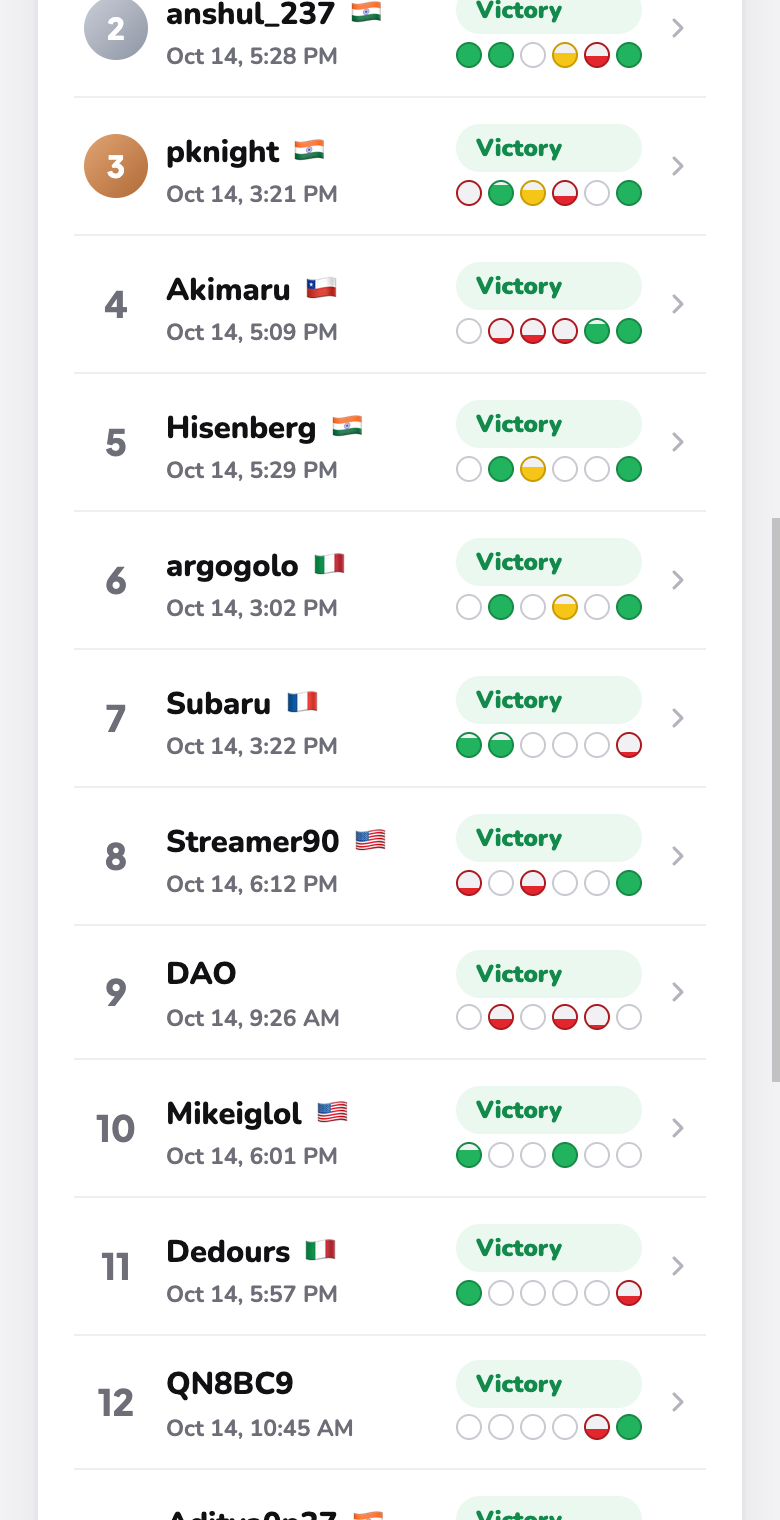 2
anshul_237
Oct 14, 5:28 PM
Victory
3
pknight
Oct 14, 3:21 PM
Victory
4
Akimaru
Oct 14, 5:09 PM
Victory
5
Hisenberg
Oct 14, 5:29 PM
Victory
6
argogolo
Oct 14, 3:02 PM
Victory
7
Subaru
Oct 14, 3:22 PM
Victory
8
Streamer90
Oct 14, 6:12 PM
Victory
9
DAO
Oct 14, 9:26 AM
Victory
10
Mikeiglol
Oct 14, 6:01 PM
Victory
11
Dedours
Oct 14, 5:57 PM
Victory
12
QN8BC9
Oct 14, 10:45 AM
Victory
Victory